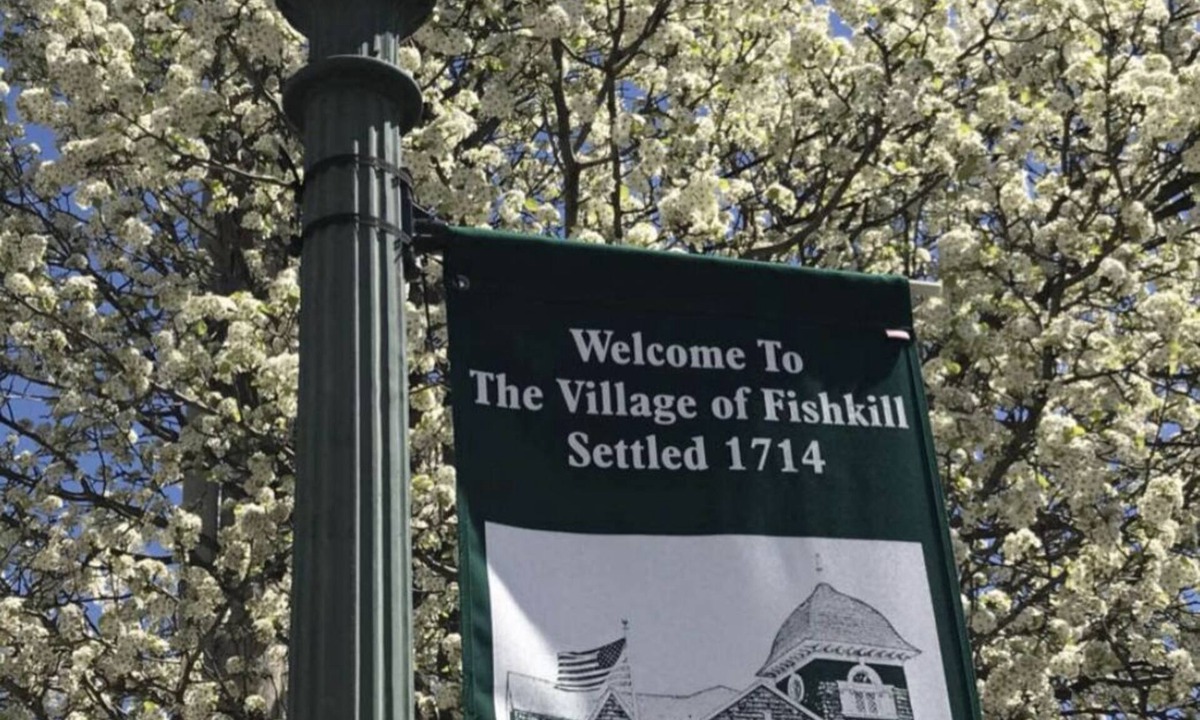 Welcome To
The Village of Fishkill
Settled 1714